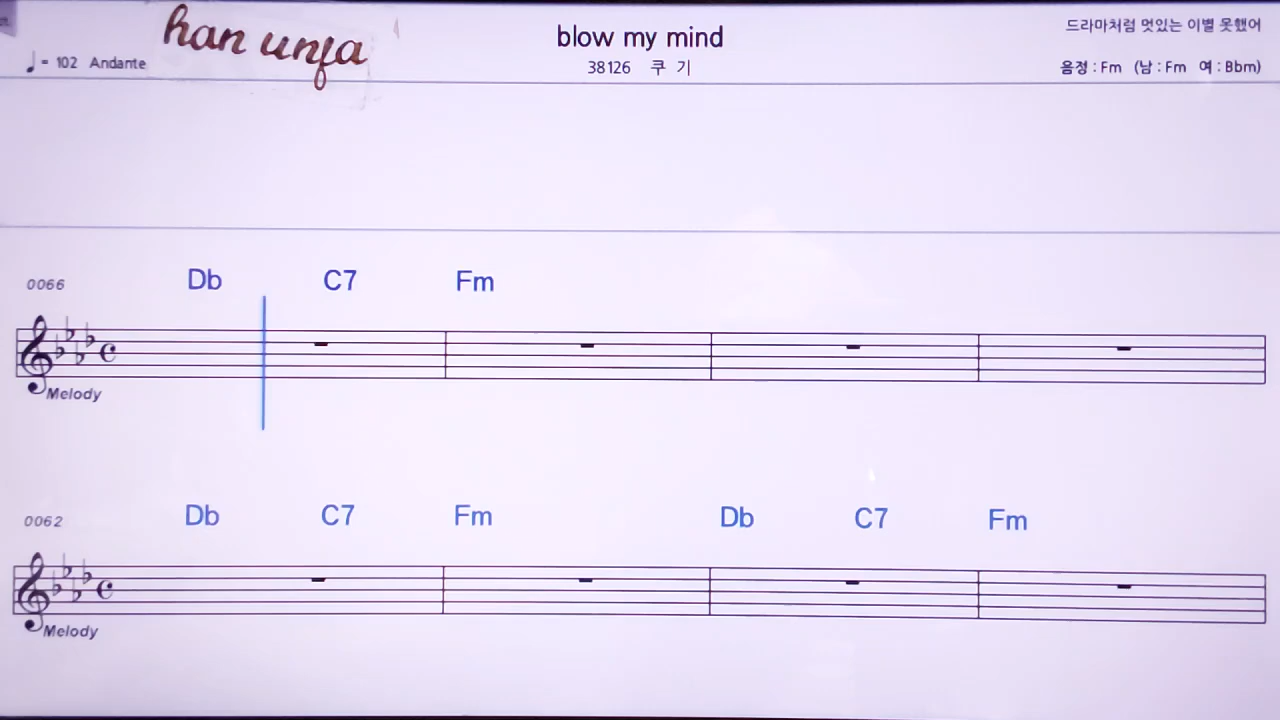 han unfa
blow my mind
드라마처럼 멋있는 이별 못했어
♩ = 102 Andante
38126 쿠 기
음정 : Fm (남 : Fm 여 : Bbm)
0066 Db C7 Fm
Melody
0062 Db C7 Fm Db C7 Fm
Melody